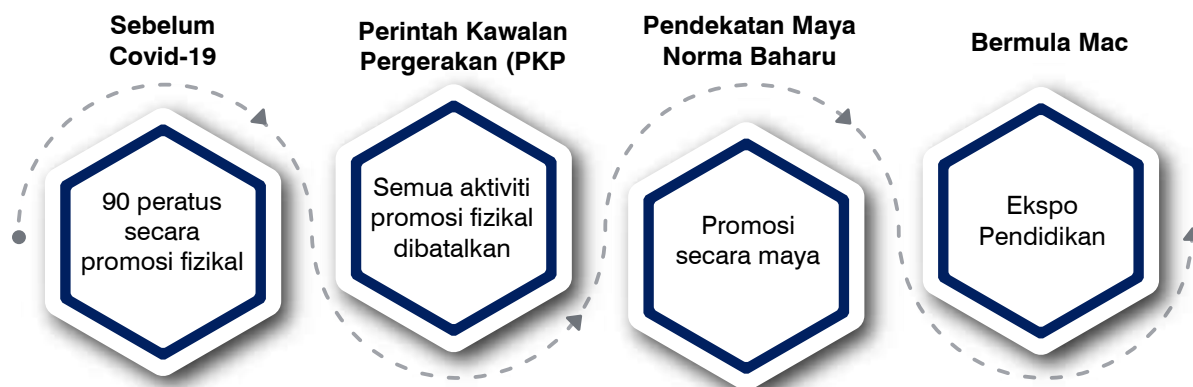 Sebelum
Covid-19
90 peratus
secara
promosi fizikal
Perintah Kawalan
Pergerakan (PKP
Semua aktiviti
promosi fizikal
dibatalkan
Pendekatan Maya
Norma Baharu
Promosi
secara maya
Bermula Mac
Ekspo
Pendidikan